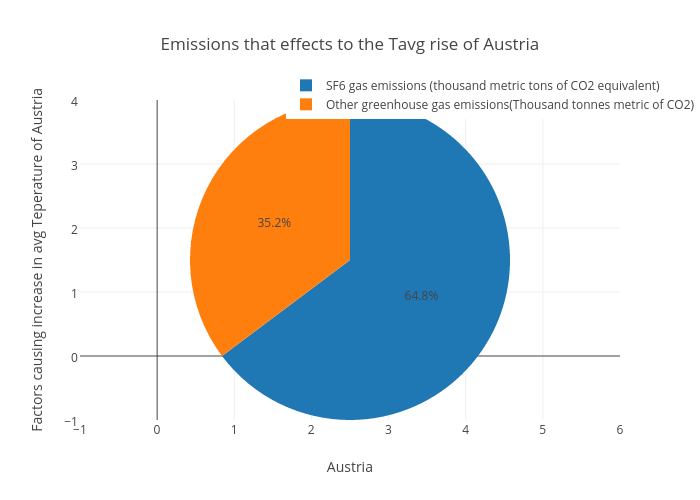 Emissions that effects to the Tavg rise of Austria
SF6 gas emissions (thousand metric tons of CO2 equivalent)
Other greenhouse gas emissions(Thousand tonnes metric of CO2)
Factors causing increase in avg Teperature of Austria
4
3
2
1
0
−1
35.2%
64.8%
−1 0 1 2 3 4 5 6
Austria